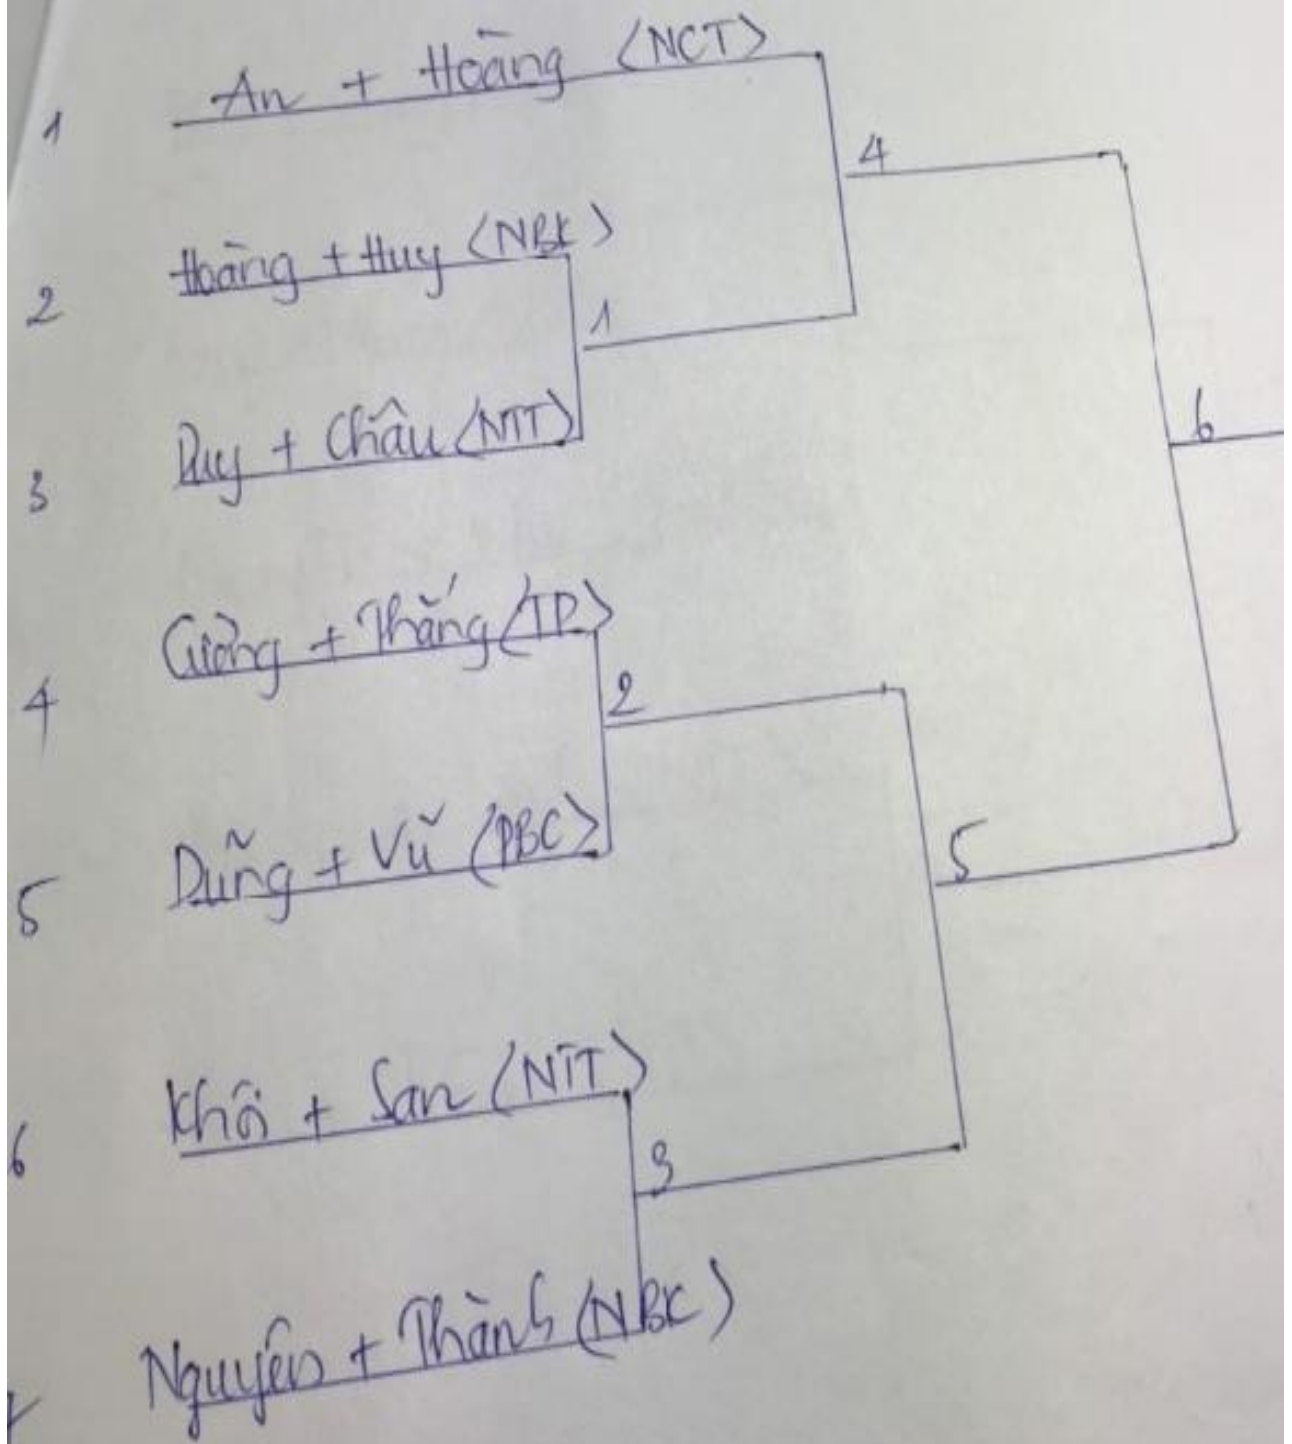 1 An + Hoàng (NCT)
4
2 Hoàng + Huy (NBK)
1
3 Duy + Châu (NTT)
6
4 Cường + Thắng (TP)
2
5 Dũng + Vũ (PBC)
5
6 Khôi + San (NTT)
3
7 Nguyên + Thành (NBK)